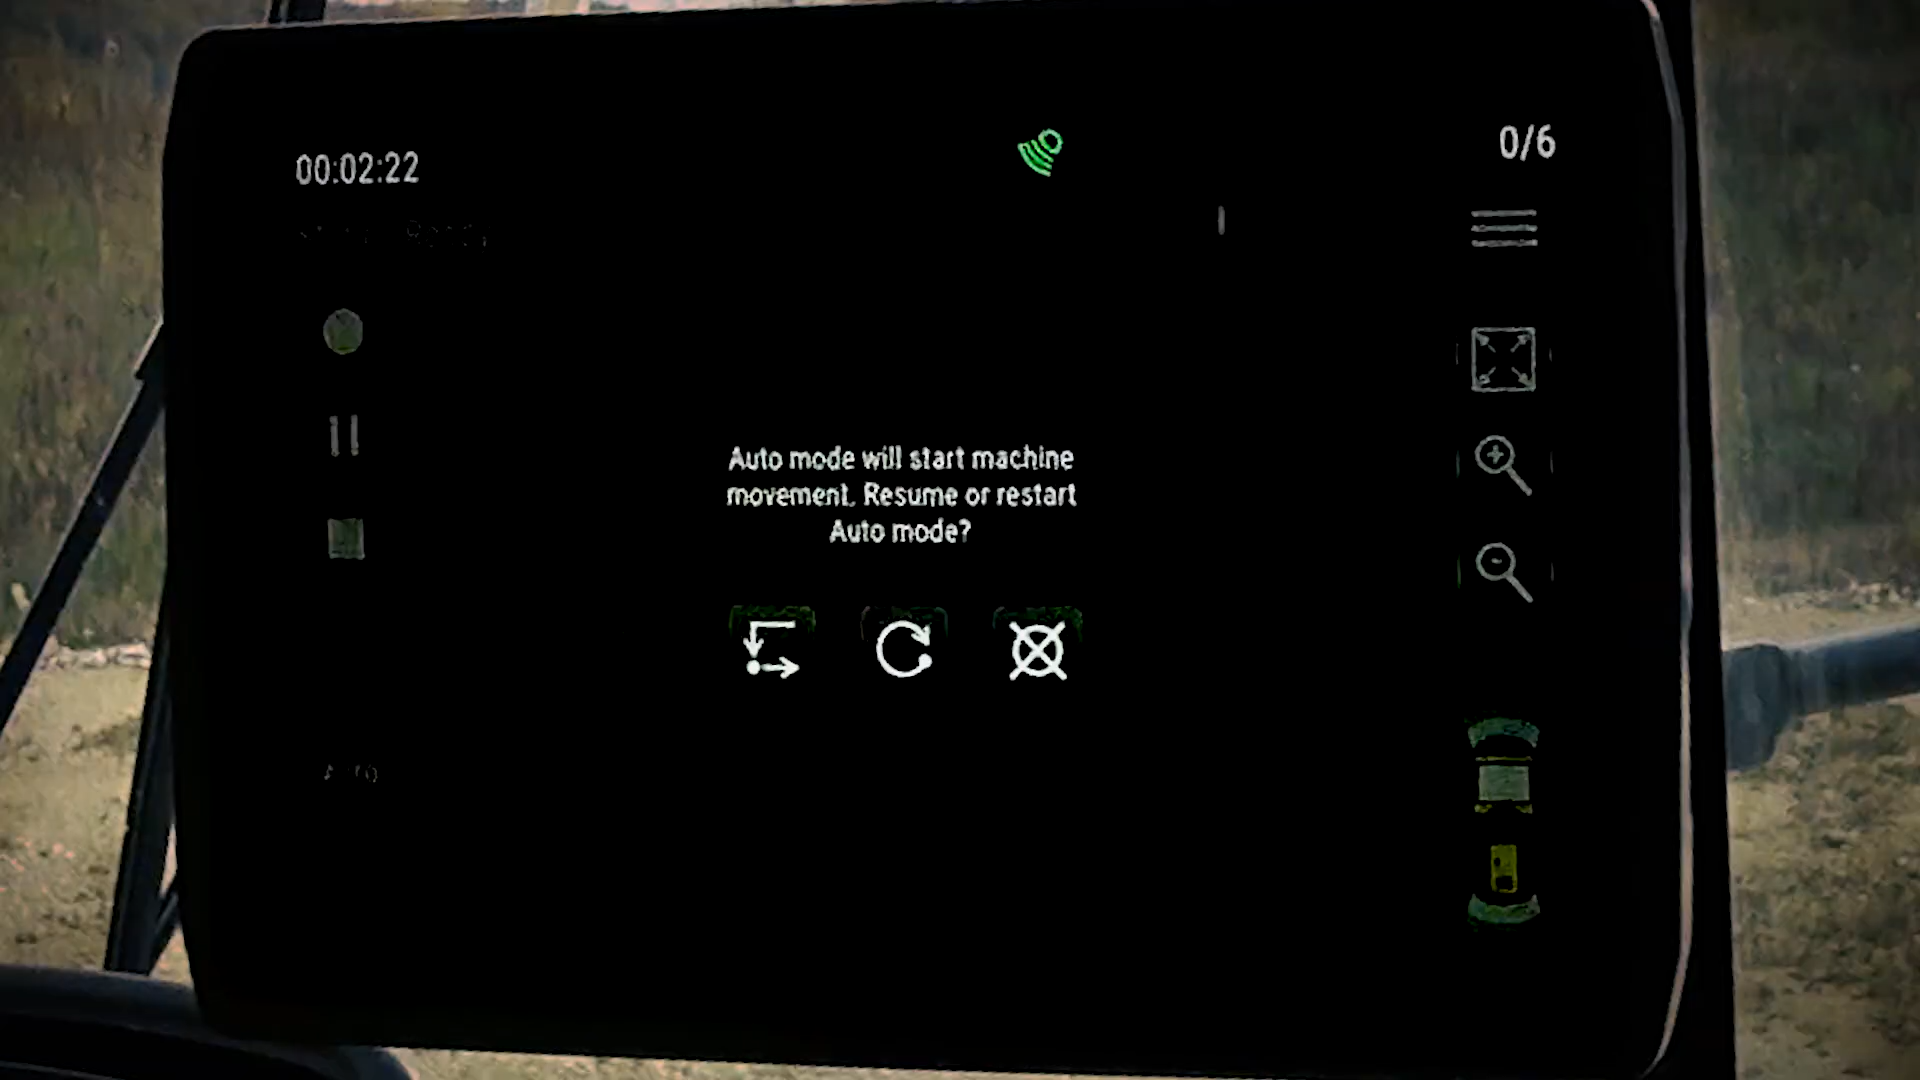 00:02:22
0/6
Auto mode will start machine
movement. Resume or restart
Auto mode?